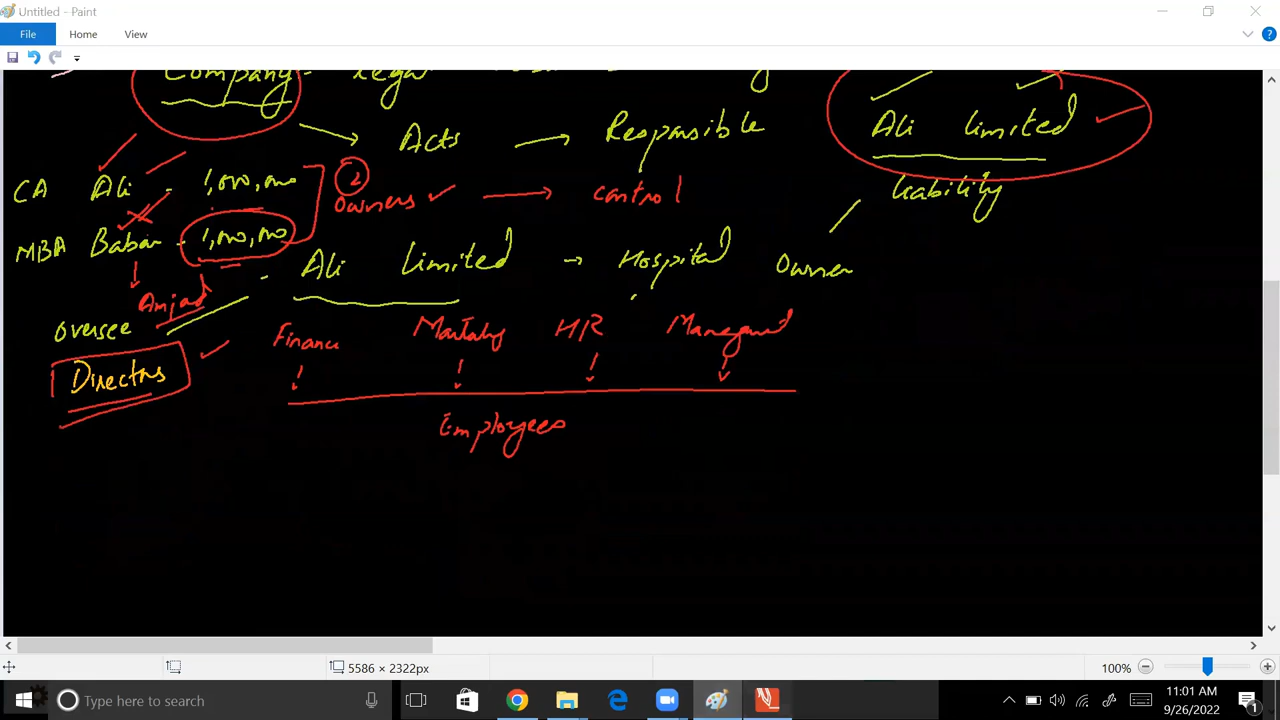 Untitled - Paint
File Home View
Company - legal
Acts → Responsible
Ali limited
CA Ali - 1,000,000
2
Owners → control
liability
MBA Babar - 1,000,000
Ali limited → Hospital Owner
Amjad
Oversee
Finance HR
Directors
Employees
5586 × 2322px
100%
Type here to search
11:01 AM
9/26/2022
1